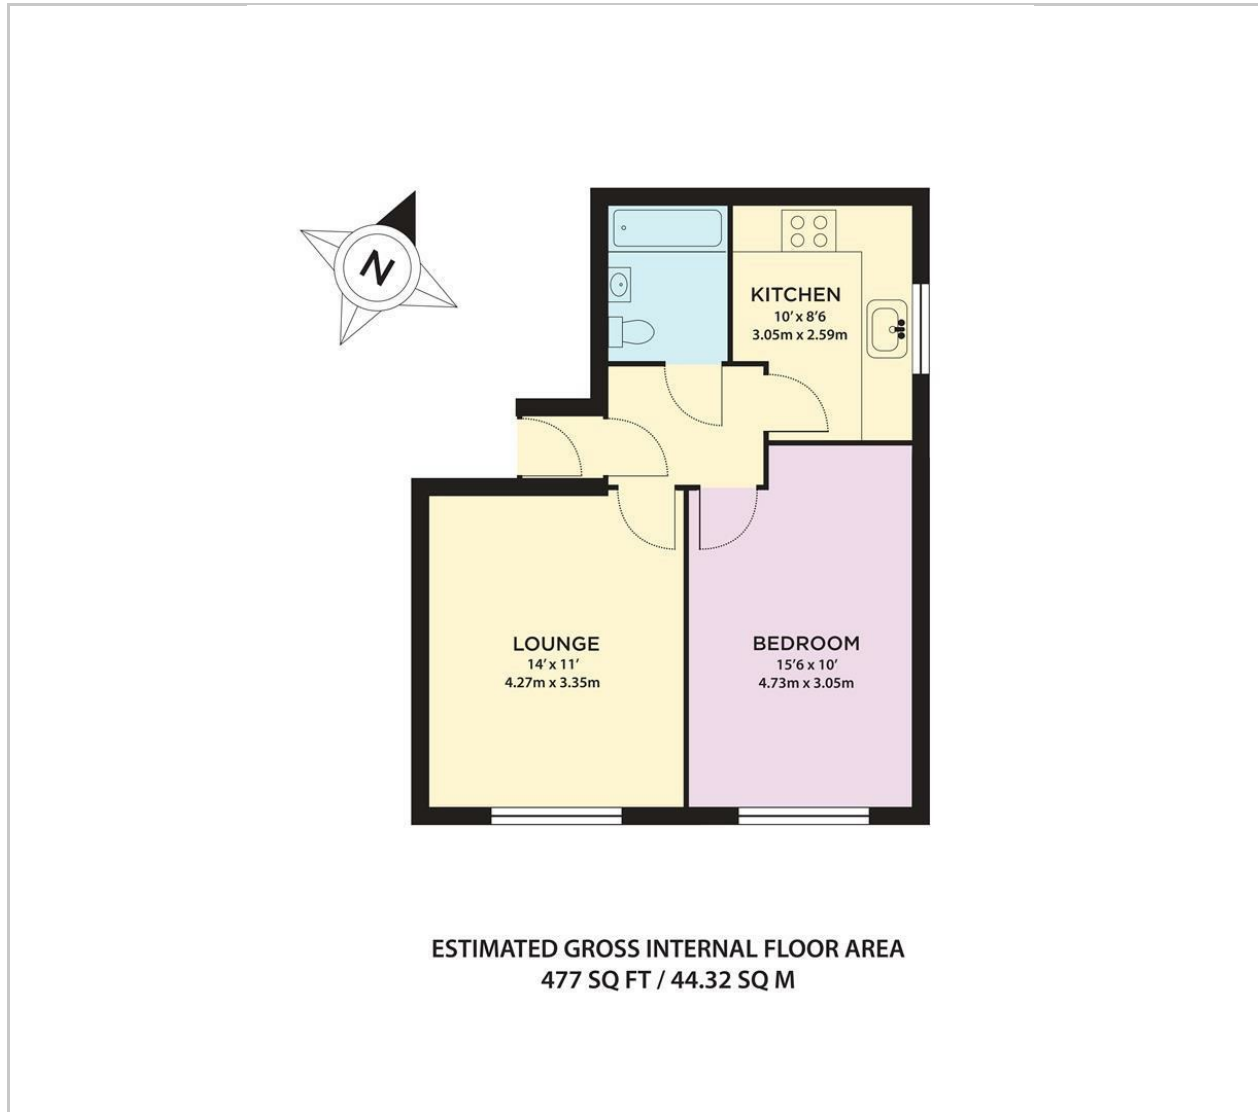 N
KITCHEN
10' x 8'6
3.05m x 2.59m
LOUNGE
14' x 11'
4.27m x 3.35m
BEDROOM
15'6 x 10'
4.73m x 3.05m
ESTIMATED GROSS INTERNAL FLOOR AREA
477 SQ FT / 44.32 SQ M